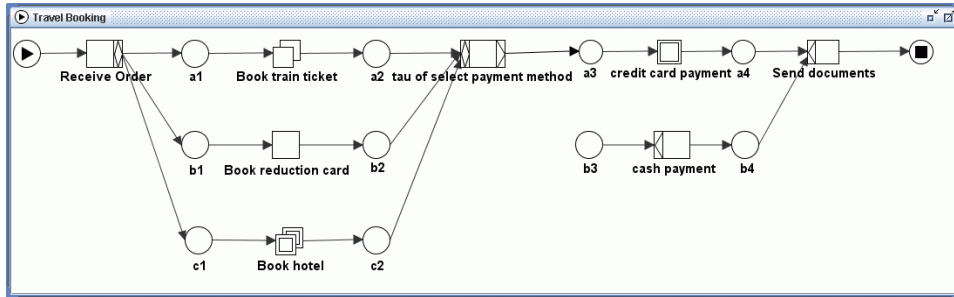 Travel Booking
Receive Order
a1
Book train ticket
a2
tau of select payment method
a3
credit card payment
a4
Send documents
b1
Book reduction card
b2
b3
cash payment
b4
c1
Book hotel
c2